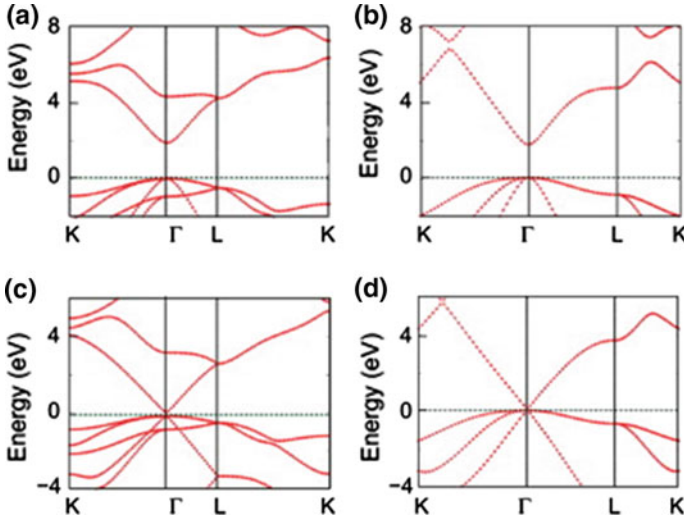 (a)
Energy (eV)
8
4
0
K Γ L K
(b)
Energy (eV)
8
4
0
K Γ L K
(c)
Energy (eV)
4
0
−4
K Γ L K
(d)
Energy (eV)
4
0
−4
K Γ L K